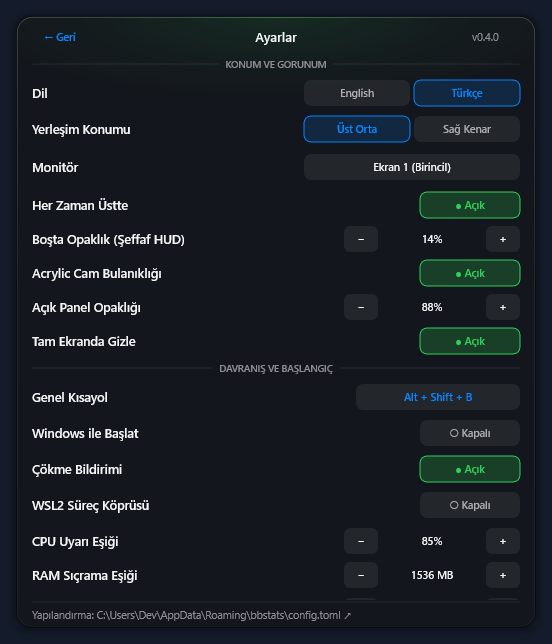 ← Geri Ayarlar v0.4.0
KONUM VE GORUNUM
Dil English Türkçe
Yerleşim Konumu Üst Orta Sağ Kenar
Monitör Ekran 1 (Birincil)
Her Zaman Üstte ● Açık
Boşta Opaklık (Şeffaf HUD) − 14% +
Acrylic Cam Bulanıklığı ● Açık
Açık Panel Opaklığı − 88% +
Tam Ekranda Gizle ● Açık
DAVRANIŞ VE BAŞLANGIÇ
Genel Kısayol Alt + Shift + B
Windows ile Başlat ○ Kapalı
Çökme Bildirimi ● Açık
WSL2 Süreç Köprüsü ○ Kapalı
CPU Uyarı Eşiği − 85% +
RAM Sıçrama Eşiği − 1536 MB +
Yapılandırma: C:\Users\Dev\AppData\Roaming\bbstats\config.toml ↗